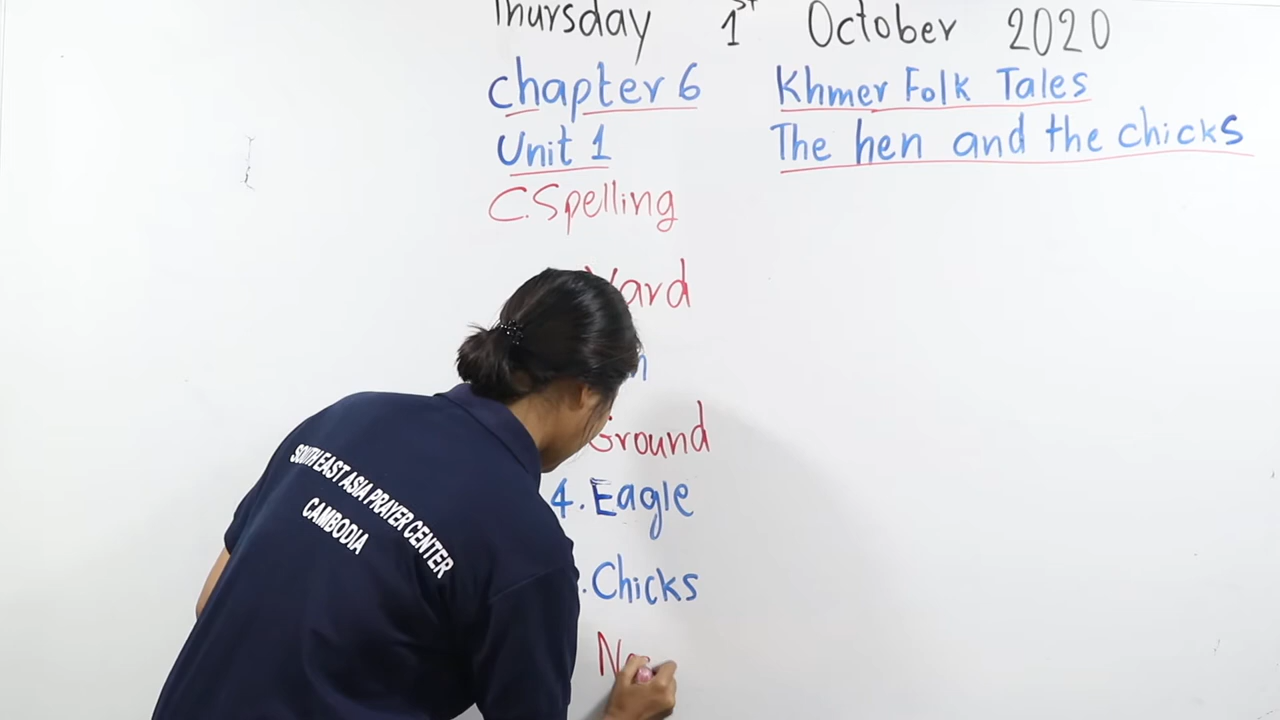 Thursday 1st October 2020
Chapter 6 Khmer Folk Tales
Unit 1 The hen and the chicks
C. Spelling
Yard
Ground
4. Eagle
. Chicks
SOUTH EAST ASIA PRAYER CENTER
CAMBODIA